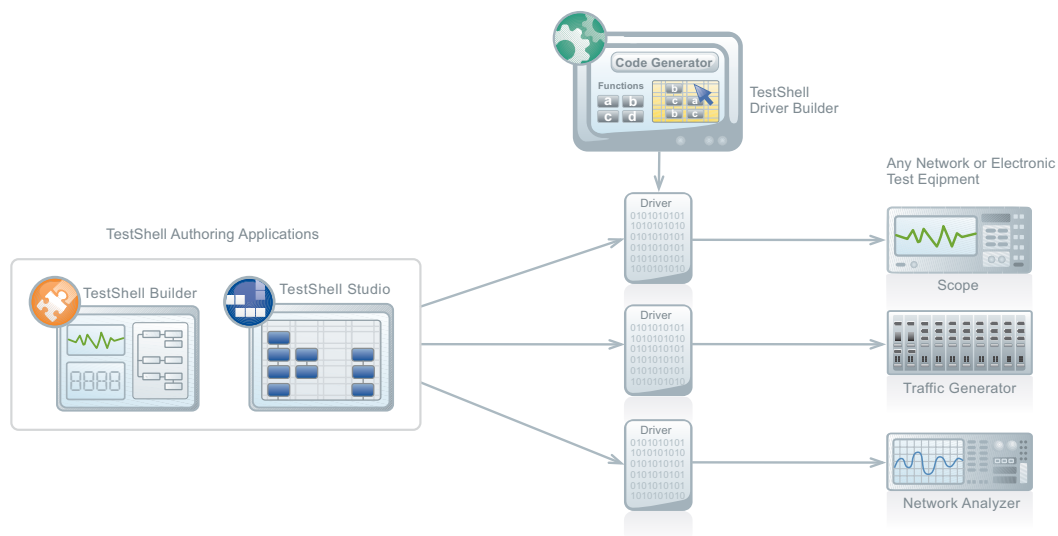 Code Generator
Functions
a b
c d
b
c a
b c
TestShell
Driver Builder
Any Network or Electronic
Test Eqipment
Driver
0101010101
1010101010
0101010101
0101010101
0101010101
1010101010
Scope
TestShell Authoring Applications
TestShell Builder
TestShell Studio
8888
Driver
0101010101
1010101010
0101010101
0101010101
0101010101
1010101010
Traffic Generator
Driver
0101010101
1010101010
0101010101
0101010101
0101010101
1010101010
Network Analyzer